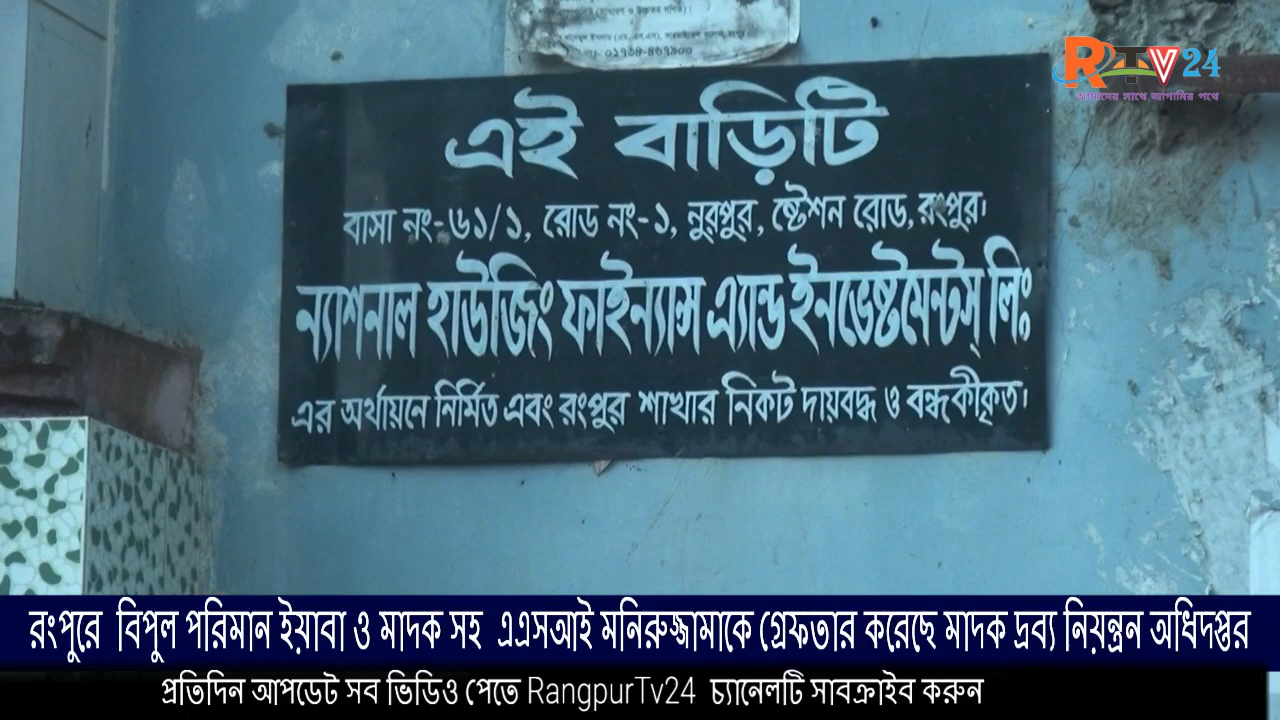 ০১৭৩৪-৪৬৭৯০০
RTV24
এই বাড়িটি
বাসা নং-৬১/১, রোড নং-১, নুরপুর, ষ্টেশন রোড, রংপুর।
ন্যাশনাল হাউজিং ফাইন্যান্স এ্যান্ড ইনভেষ্টমেন্টস্ লিঃ
এর অর্থায়নে নির্মিত এবং রংপুর শাখার নিকট দায়বদ্ধ ও বন্ধকীকৃত।
রংপুরে বিপুল পরিমান ইয়াবা ও মাদক সহ এএসআই মনিরুজ্জামাকে গ্রেফতার করেছে মাদক দ্রব্য নিয়ন্ত্রন অধিদপ্তর
প্রতিদিন আপডেট সব ভিডিও পেতে RangpurTv24 চ্যানেলটি সাবক্রাইব করুন